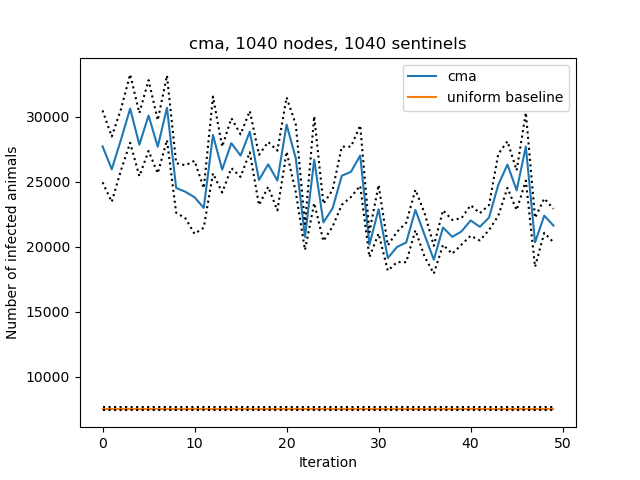 cma, 1040 nodes, 1040 sentinels
cma
uniform baseline
Number of infected animals
30000
25000
20000
15000
10000
0 10 20 30 40 50
Iteration